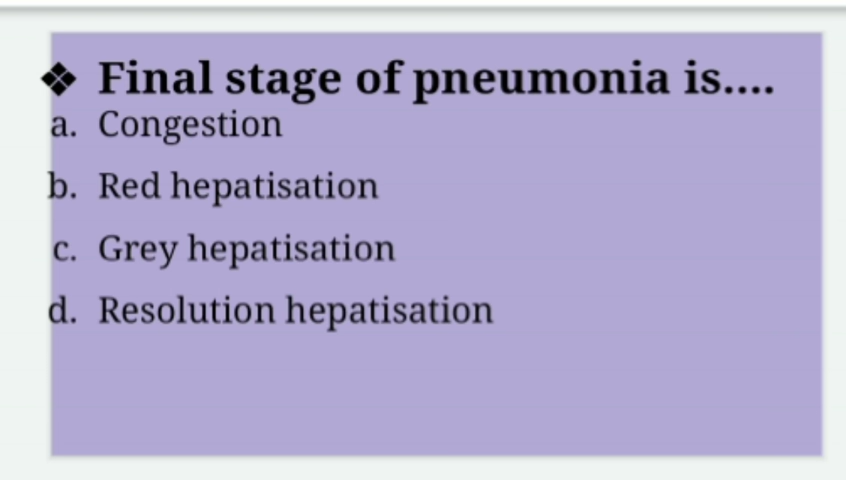 ❖ Final stage of pneumonia is....
a. Congestion
b. Red hepatisation
c. Grey hepatisation
d. Resolution hepatisation